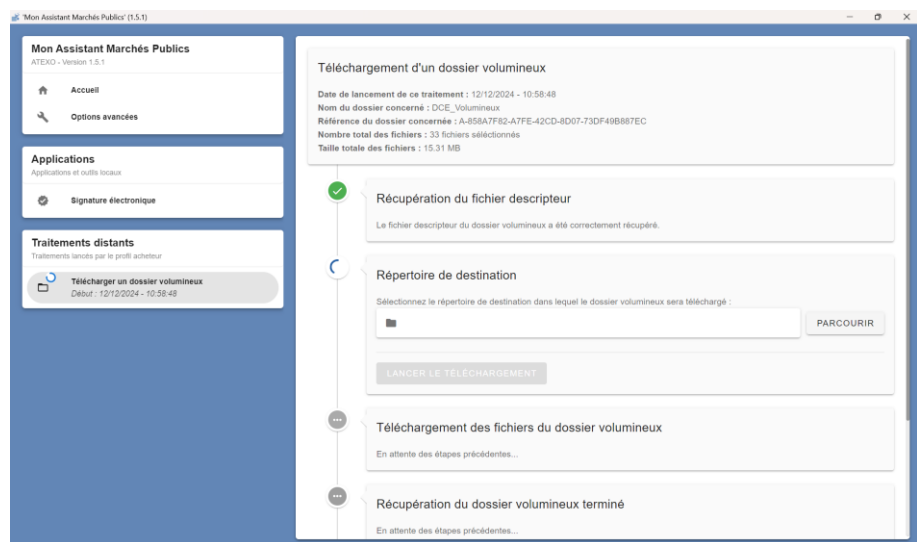 'Mon Assistant Marchés Publics' (1.5.1)
Mon Assistant Marchés Publics
ATEXO - Version 1.5.1
Accueil
Options avancées
Applications
Applications et outils locaux
Signature électronique
Traitements distants
Traitements lancés par le profil acheteur
Télécharger un dossier volumineux
Début : 12/12/2024 - 10:58:48
Téléchargement d'un dossier volumineux
Date de lancement de ce traitement : 12/12/2024 - 10:58:48
Nom du dossier concerné : DCE_Volumineux
Référence du dossier concernée : A-858A7F82-A7FE-42CD-8D07-73DF49B887EC
Nombre total des fichiers : 33 fichiers séléctionnés
Taille totale des fichiers : 15.31 MB
Récupération du fichier descripteur
Le fichier descripteur du dossier volumineux a été correctement récupéré.
Répertoire de destination
Sélectionnez le répertoire de destination dans lequel le dossier volumineux sera téléchargé :
PARCOURIR
LANCER LE TÉLÉCHARGEMENT
Téléchargement des fichiers du dossier volumineux
En attente des étapes précédentes...
Récupération du dossier volumineux terminé
En attente des étapes précédentes...